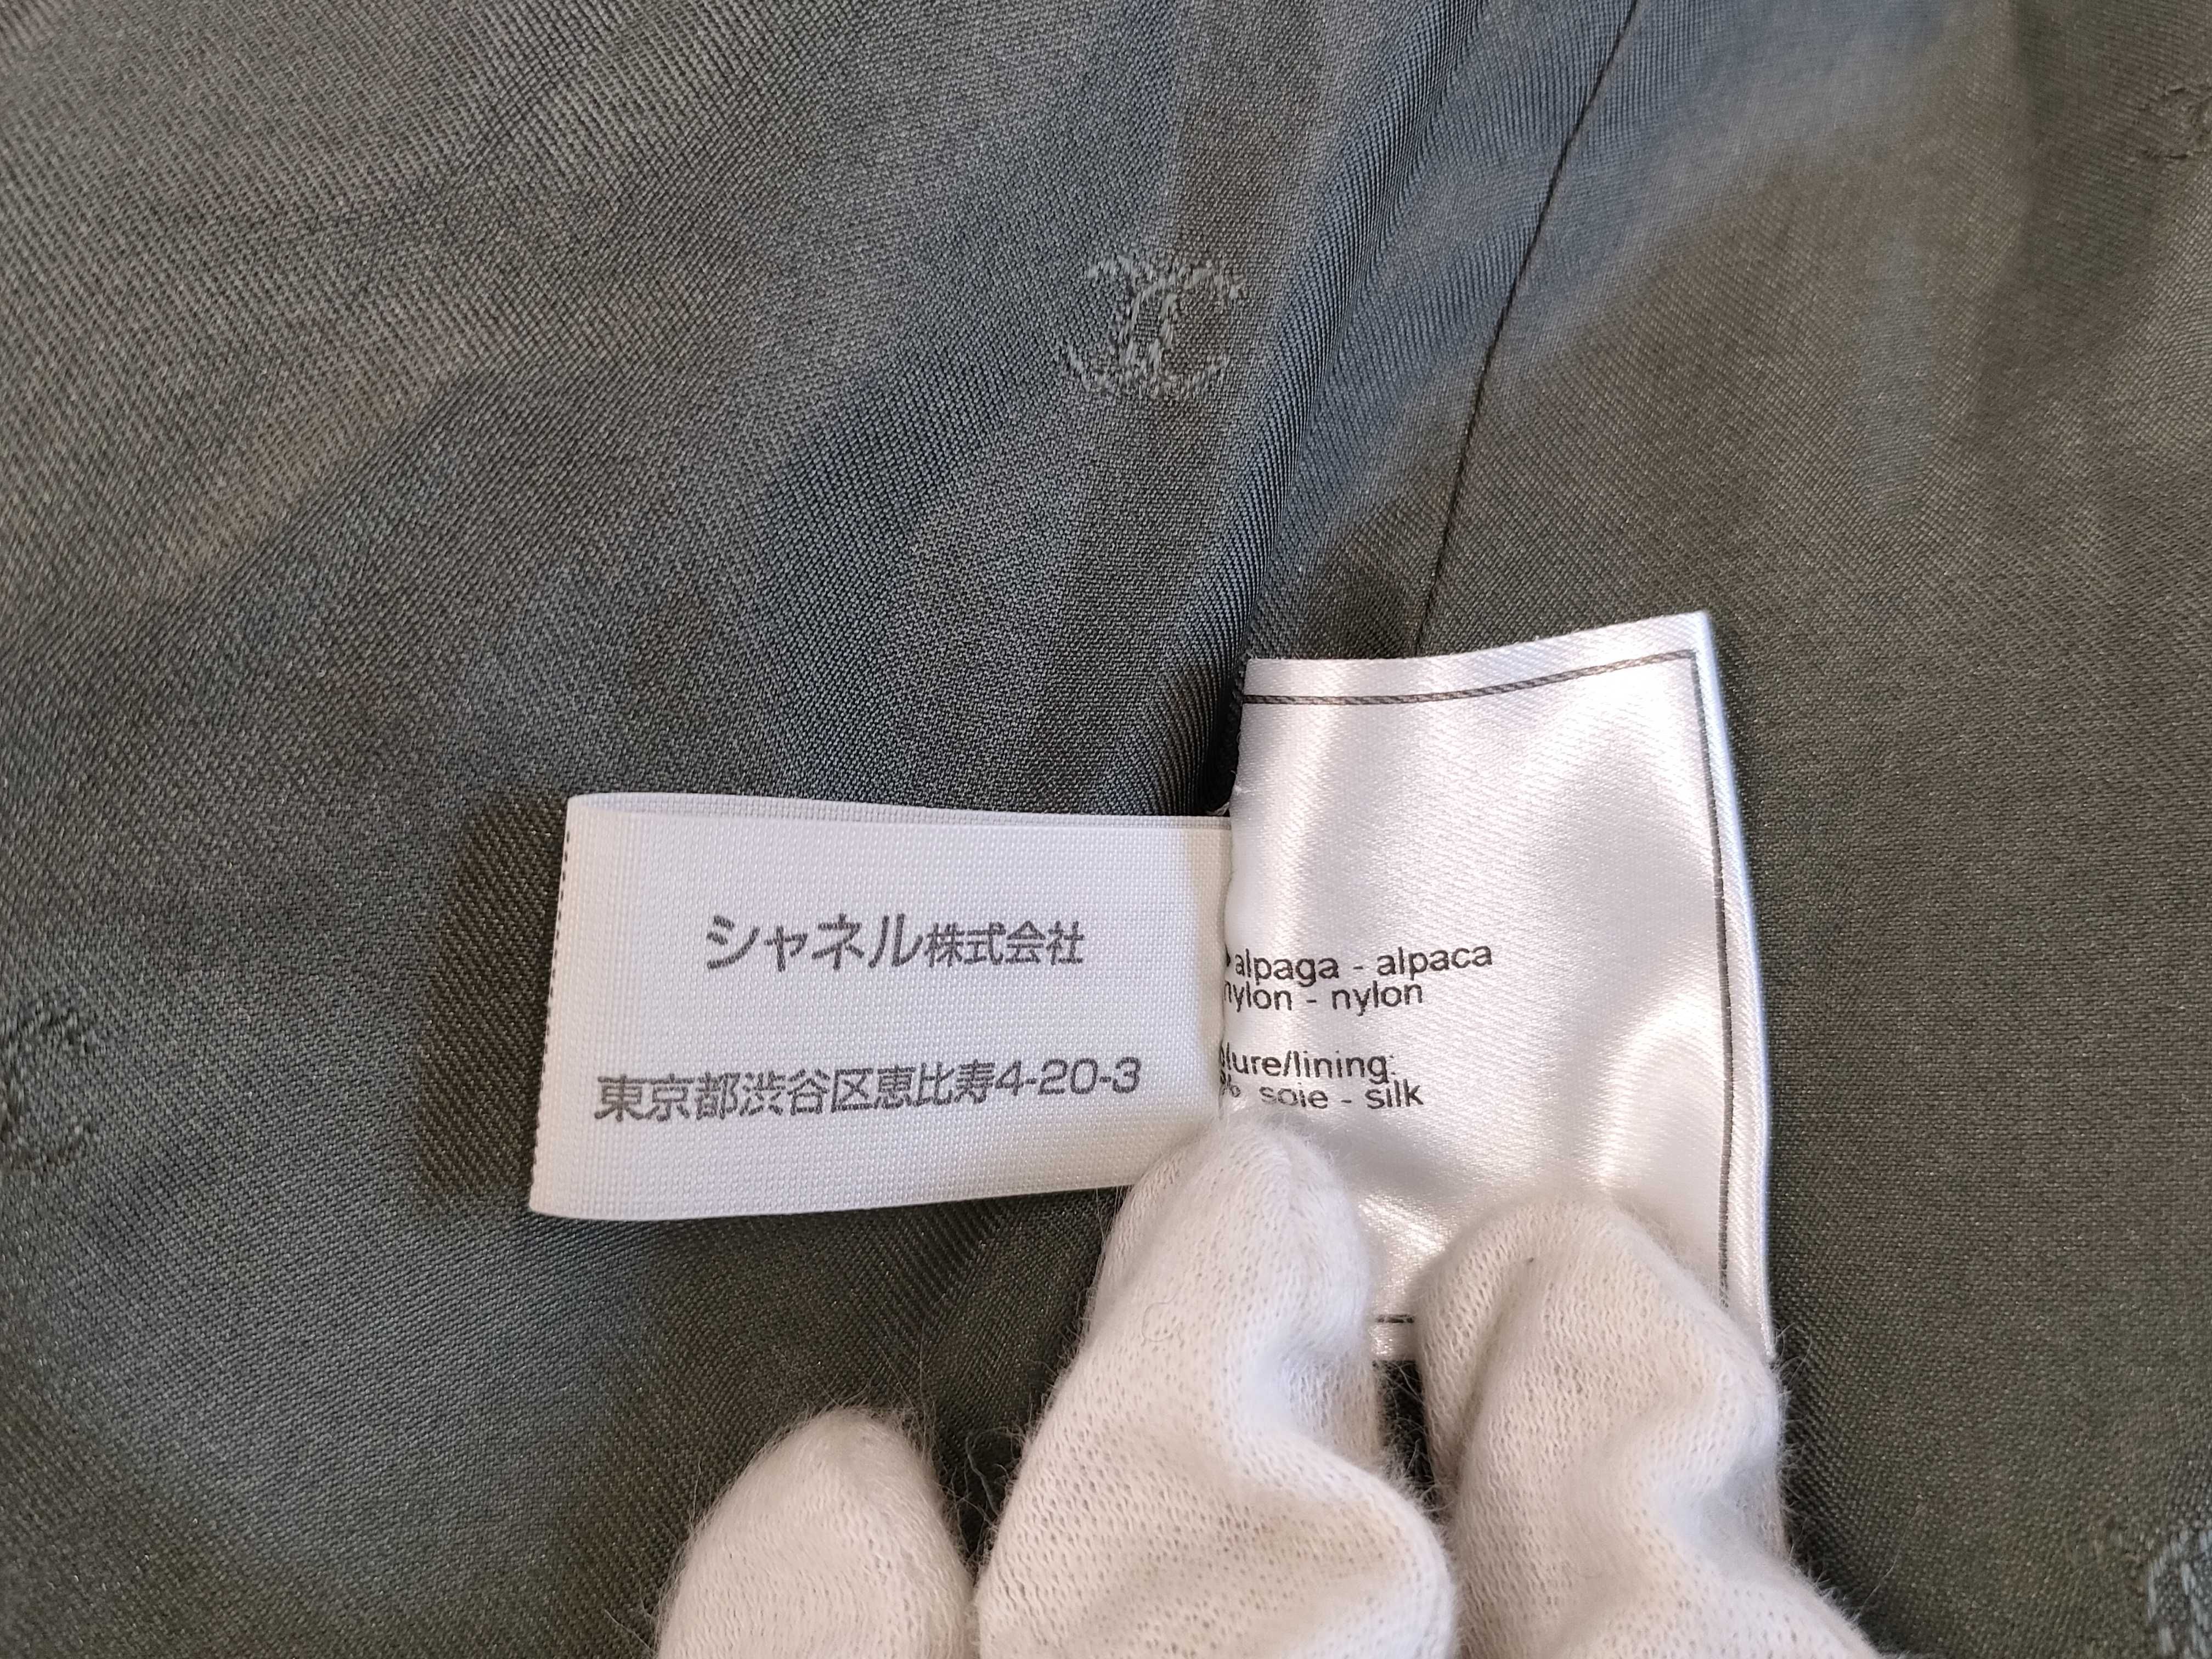 シャネル株式会社
東京都渋谷区恵比寿4-20-3
alpaga - alpaca
nylon - nylon
ure/lining:
% soie - silk